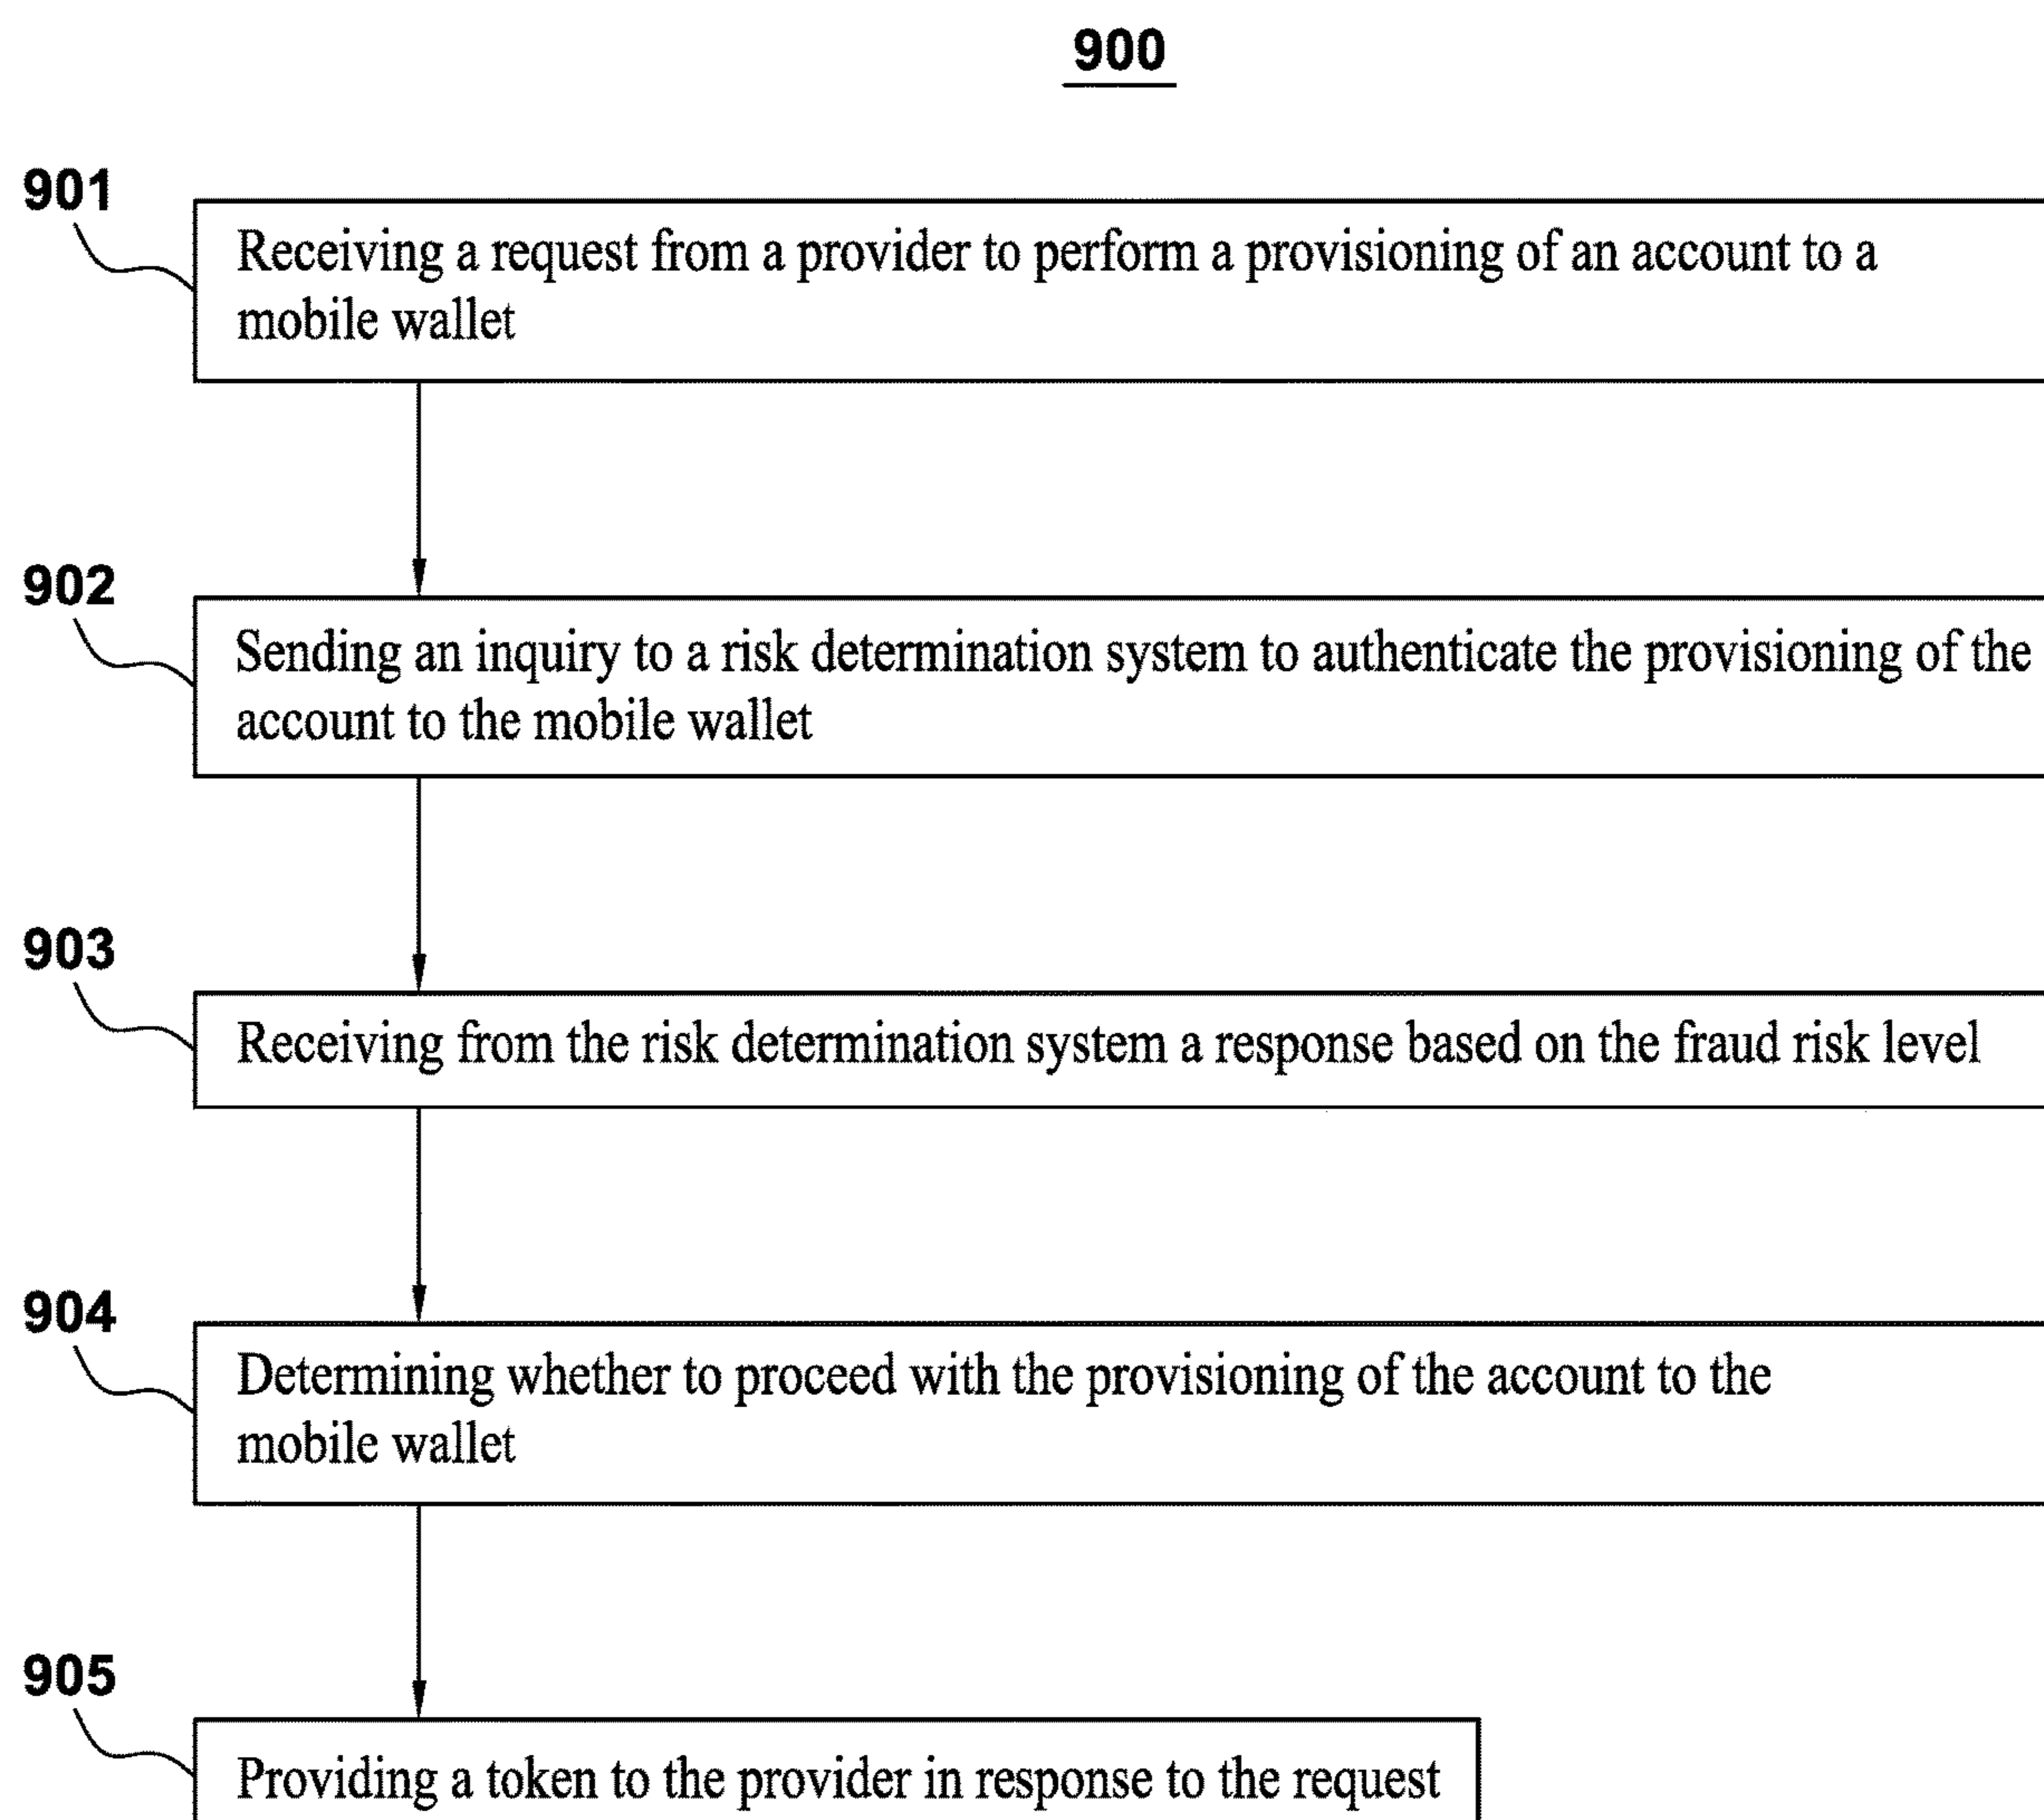 900
901
Receiving a request from a provider to perform a provisioning of an account to a
mobile wallet
902
Sending an inquiry to a risk determination system to authenticate the provisioning of the
account to the mobile wallet
903
Receiving from the risk determination system a response based on the fraud risk level
904
Determining whether to proceed with the provisioning of the account to the
mobile wallet
905
Providing a token to the provider in response to the request